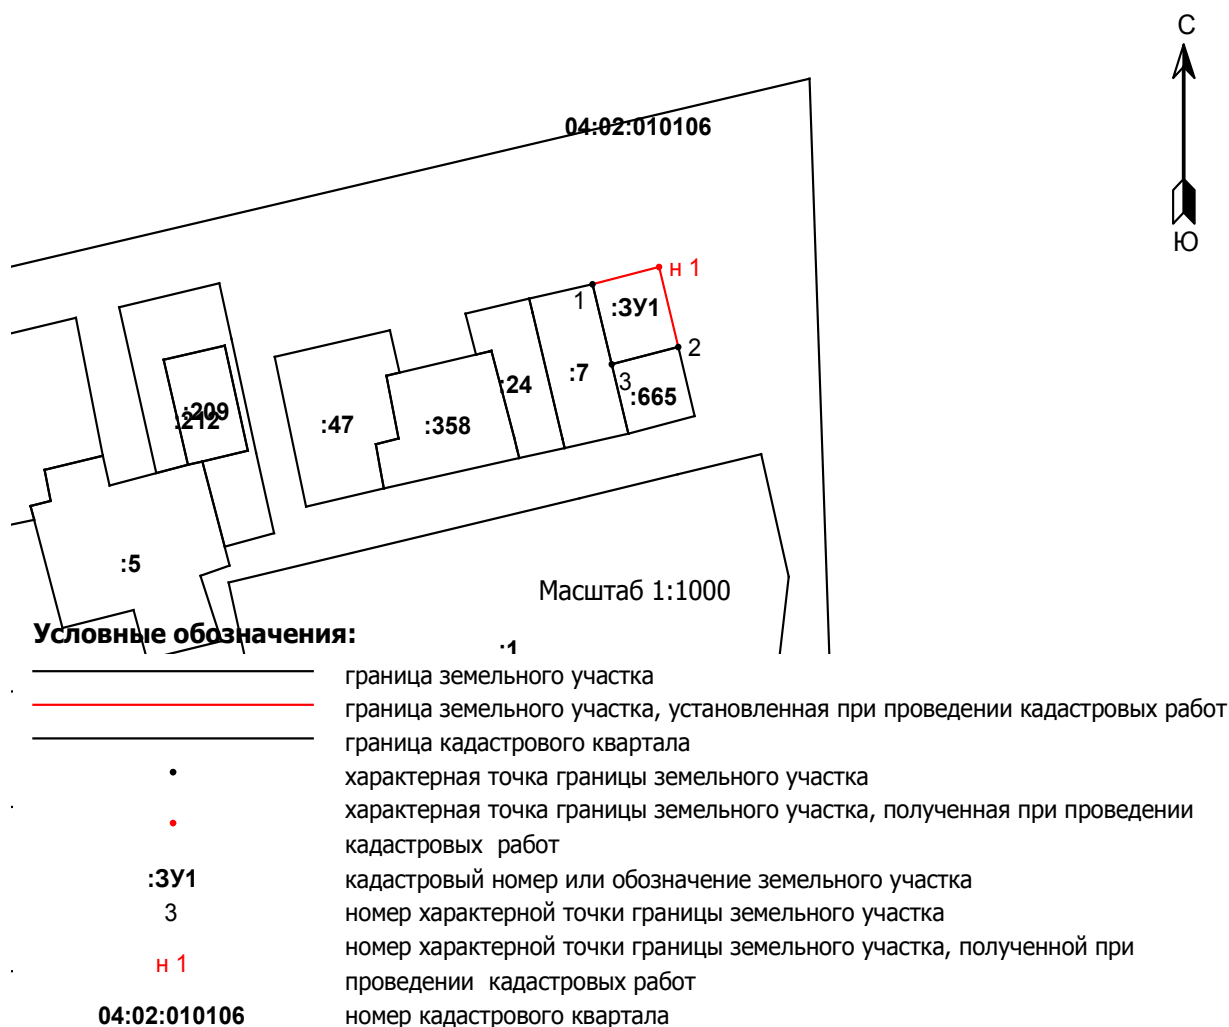 С
04:02:010106
Ю
н 1
1
:ЗУ1
2
3
:7
:24
:665
:209
:212
:47
:358
:5
Масштаб 1:1000
Условные обозначения:
:1
граница земельного участка
граница земельного участка, установленная при проведении кадастровых работ
граница кадастрового квартала
характерная точка границы земельного участка
характерная точка границы земельного участка, полученная при проведении
кадастровых работ
:ЗУ1 кадастровый номер или обозначение земельного участка
3 номер характерной точки границы земельного участка
н 1 номер характерной точки границы земельного участка, полученной при
проведении кадастровых работ
04:02:010106 номер кадастрового квартала